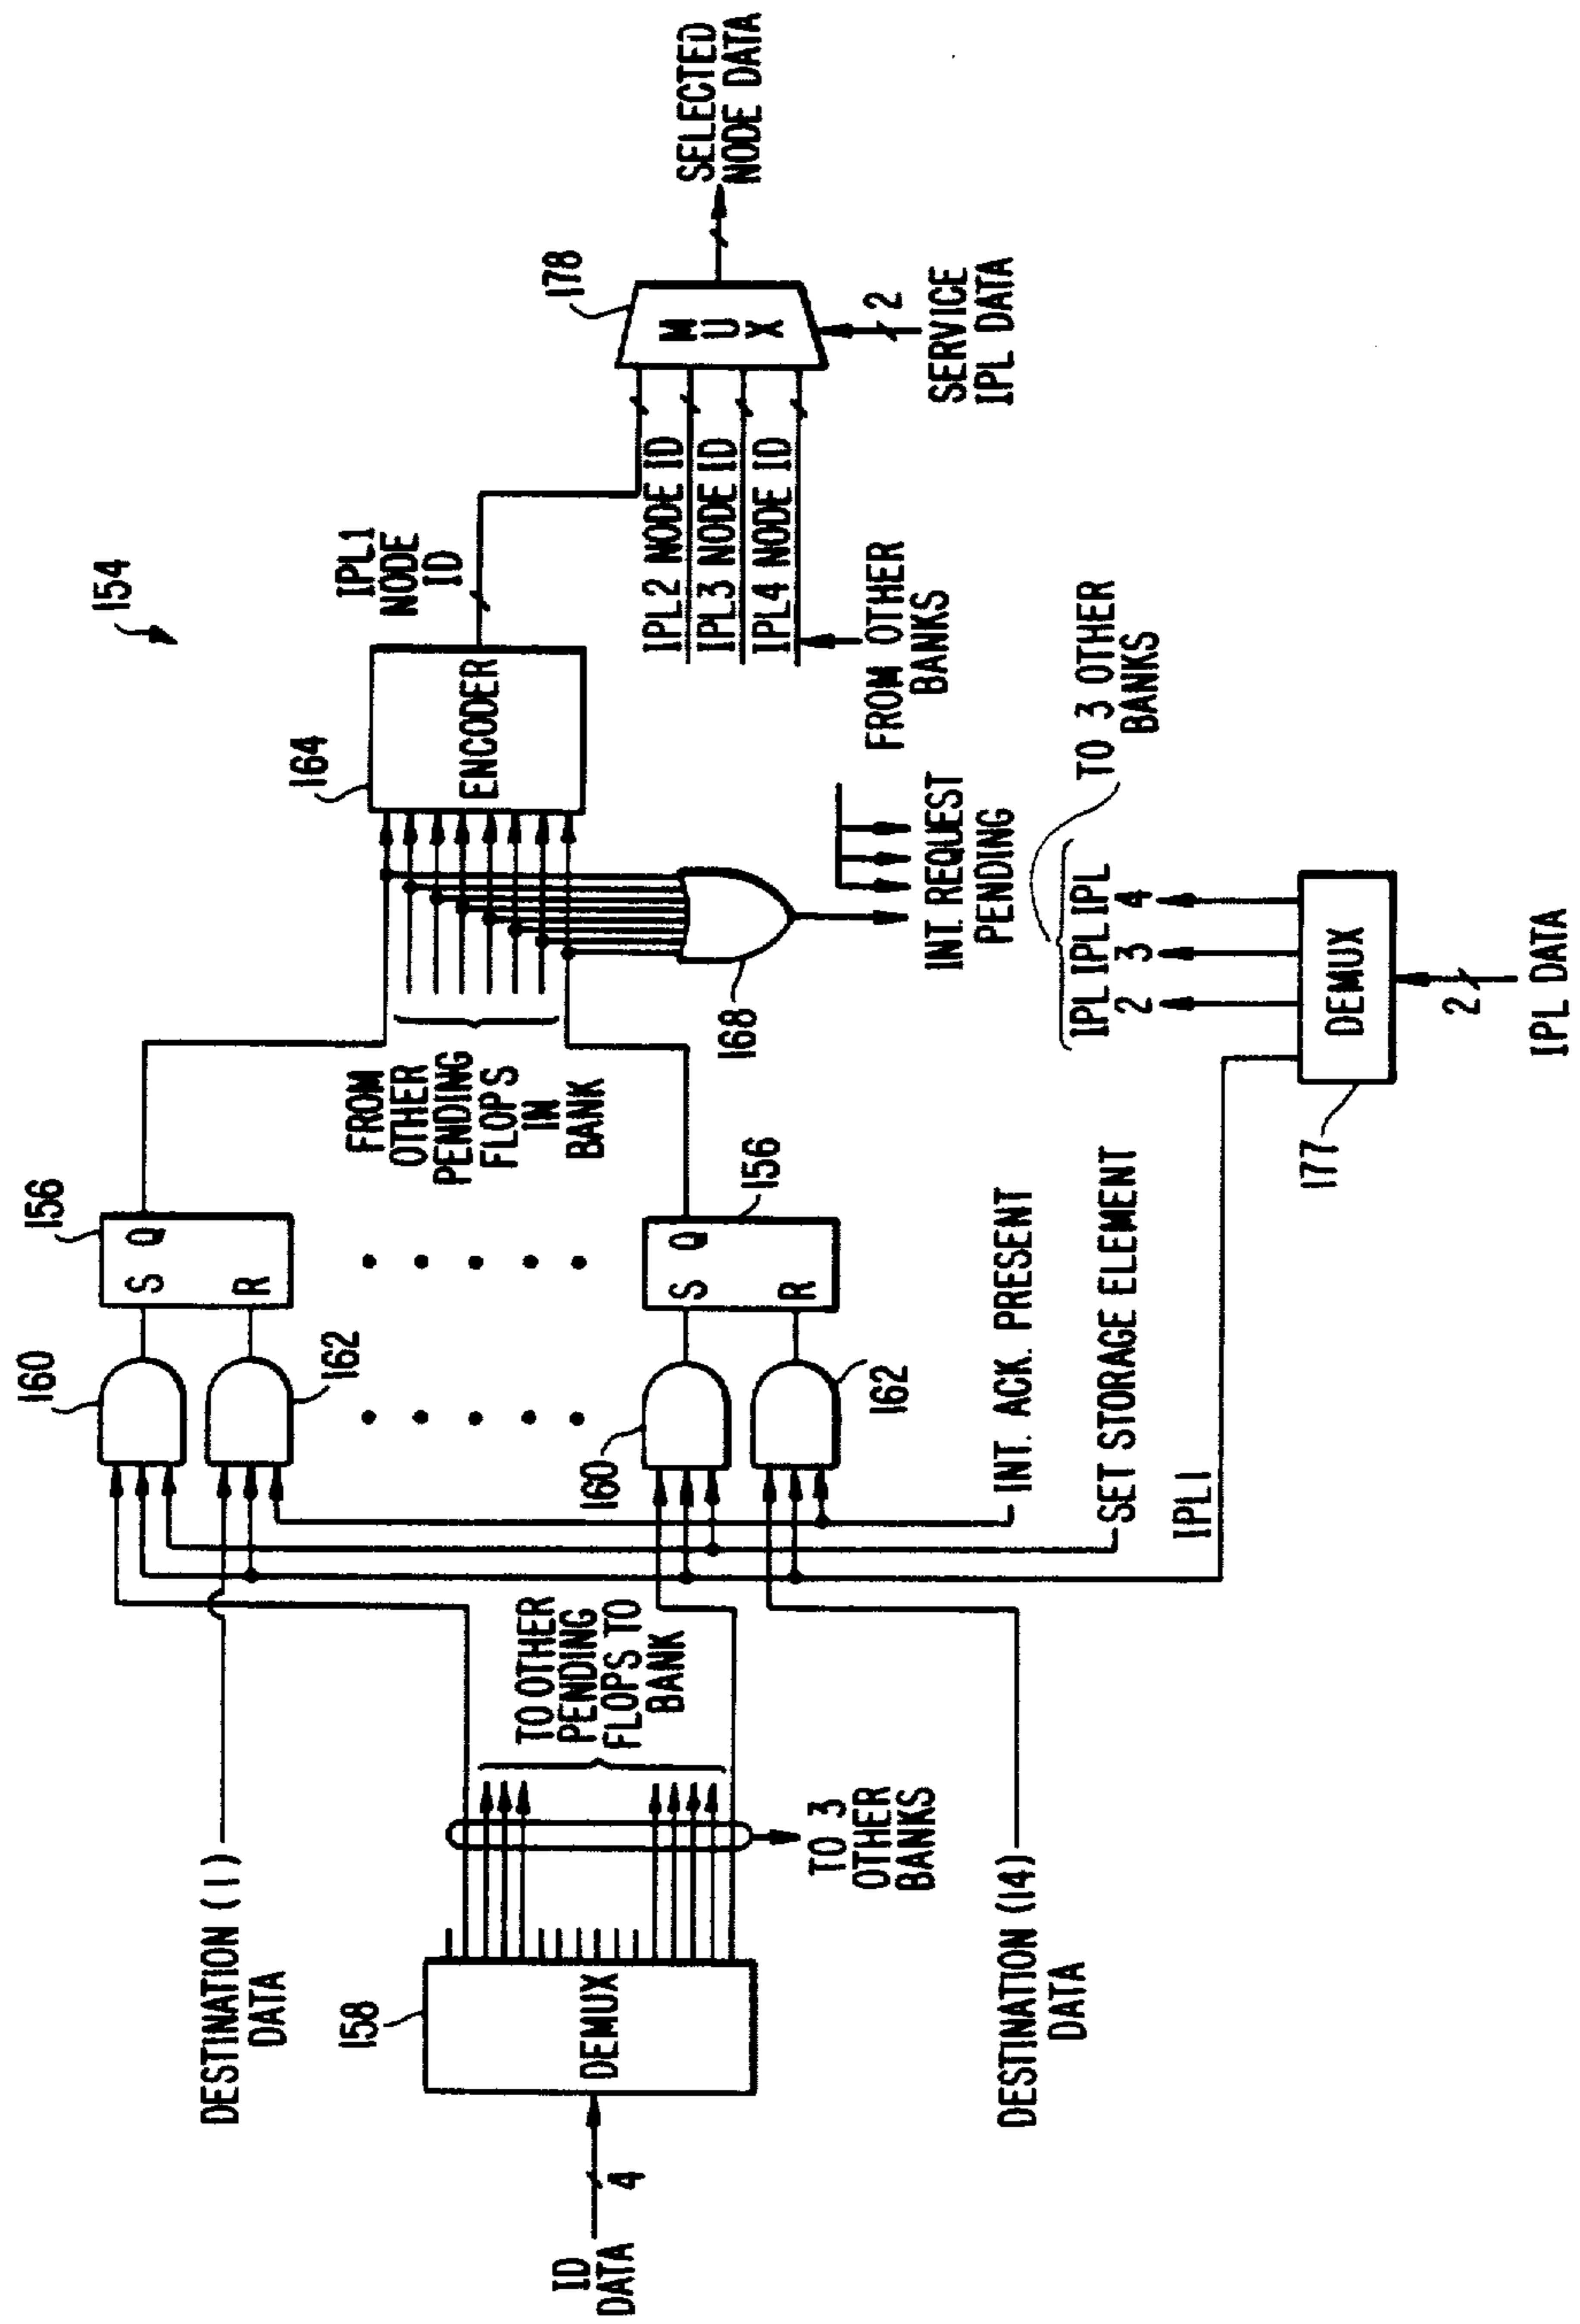 154
ID
DATA
4
158
DEMUX
DESTINATION (1)
DATA
DESTINATION (14)
DATA
TO 3
OTHER
BANKS
TO OTHER
PENDING
FLOPS TO
BANK
160
162
156
S Q
R
160
162
156
S Q
R
INT. ACK. PRESENT
SET STORAGE ELEMENT
IPL1
FROM
OTHER
PENDING
FLOPS
IN
BANK
164
ENCODER
168
INT. REQUEST
PENDING
177
DEMUX
2
IPL DATA
IPL IPL IPL
2 3 4
TO 3 OTHER
BANKS
IPL1
NODE
ID
IPL2 NODE ID
IPL3 NODE ID
IPL4 NODE ID
FROM OTHER
BANKS
178
MUX
2
SERVICE
IPL DATA
SELECTED
NODE DATA